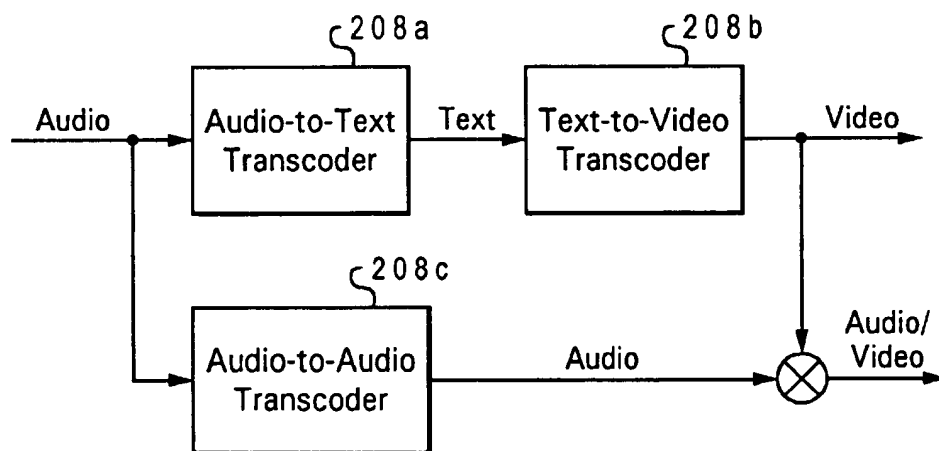 208a
208b
Audio
Audio-to-Text
Transcoder
Text
Text-to-Video
Transcoder
Video
208c
Audio-to-Audio
Transcoder
Audio
Audio/
Video